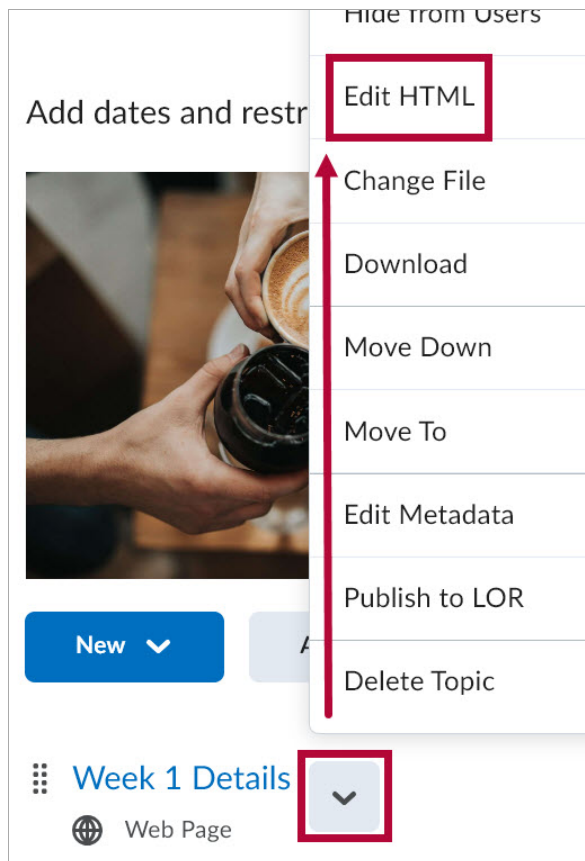 Hide from Users
Edit HTML
Add dates and restr
Change File
Download
Move Down
Move To
Edit Metadata
Publish to LOR
New
A
Delete Topic
Week 1 Details
Web Page